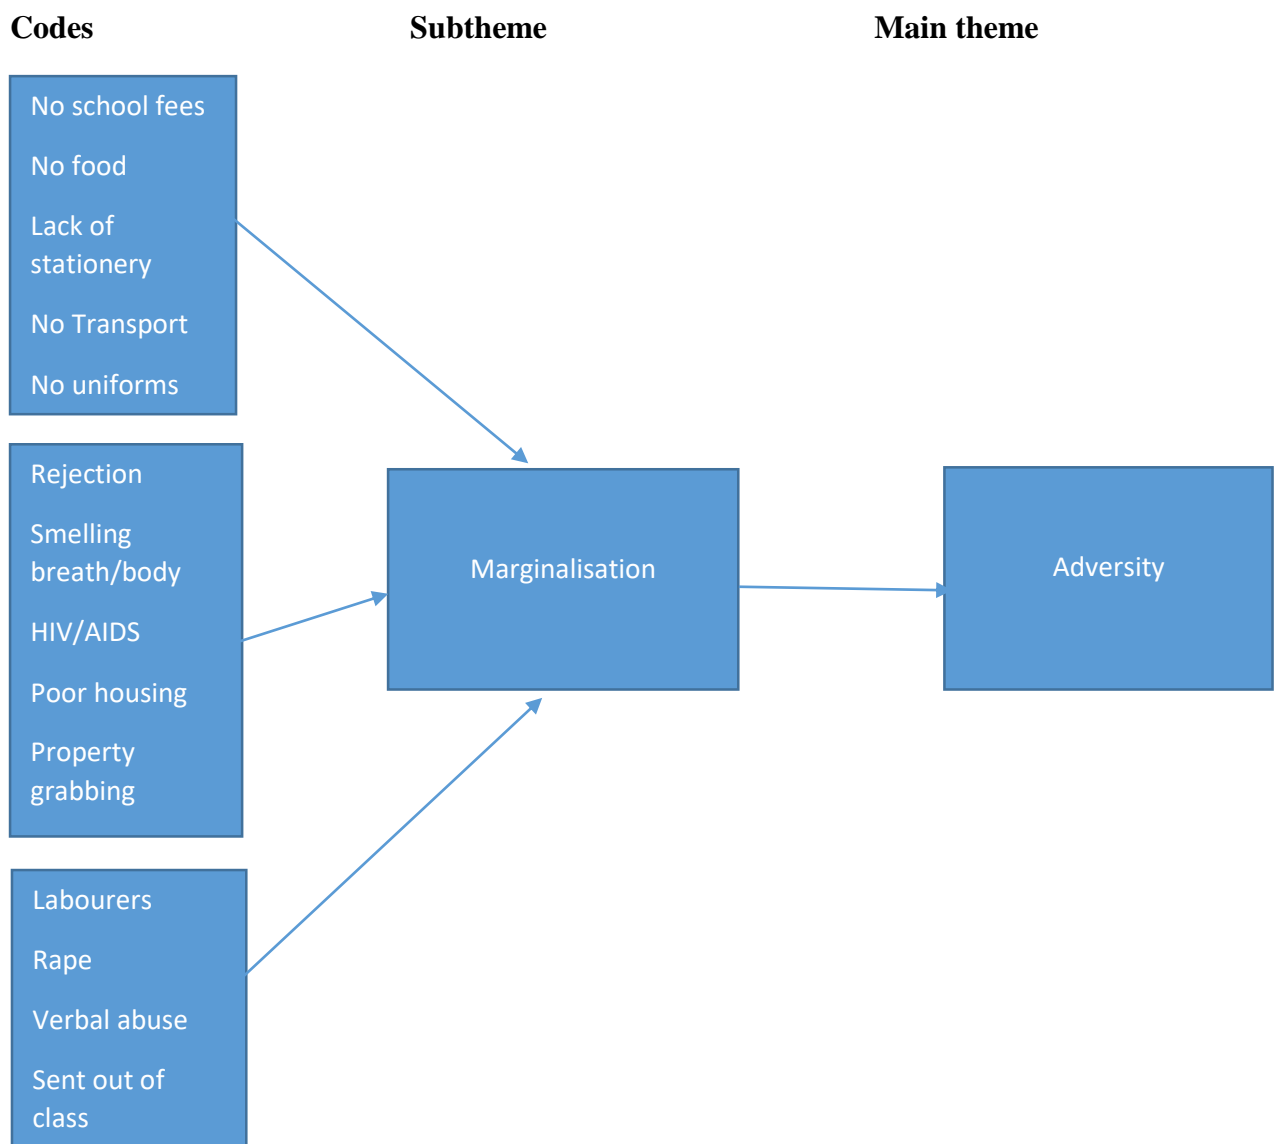 Codes Subtheme Main theme
No school fees
No food
Lack of
stationery
No Transport
No uniforms
Rejection
Smelling
breath/body
HIV/AIDS
Poor housing
Property
grabbing
Labourers
Rape
Verbal abuse
Sent out of
class
Marginalisation
Adversity